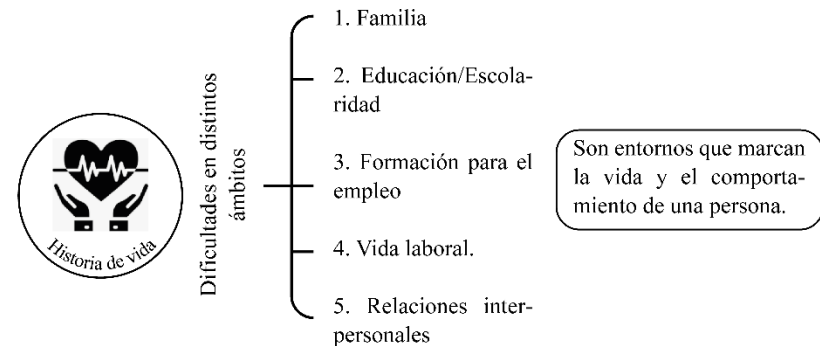 Historia de vida
Dificultades en distintos
ámbitos
1. Familia
2. Educación/Escola-
ridad
3. Formación para el
empleo
4. Vida laboral.
5. Relaciones inter-
personales
Son entornos que marcan
la vida y el comporta-
miento de una persona.